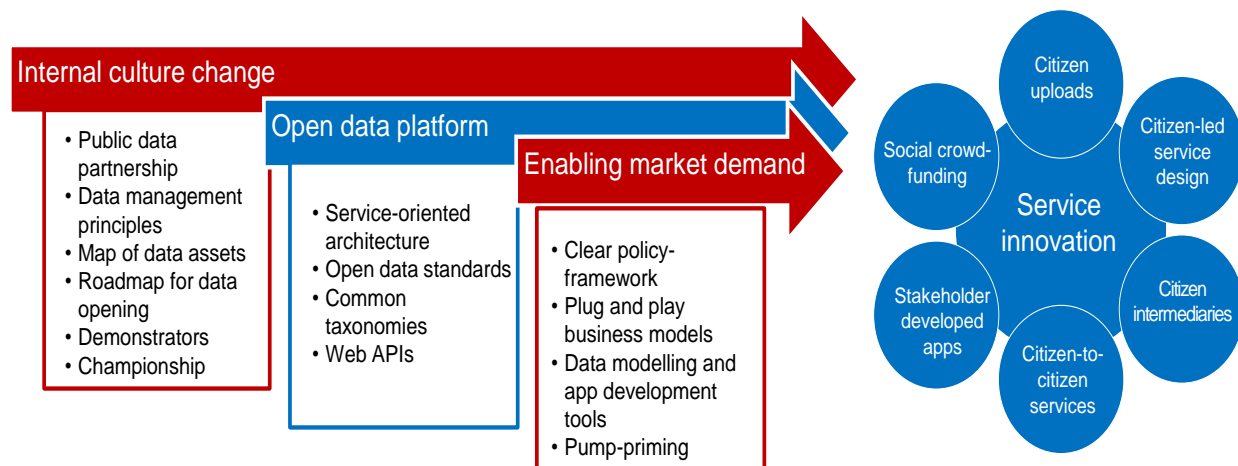 Internal culture change
• Public data
partnership
• Data management
principles
• Map of data assets
• Roadmap for data
opening
• Demonstrators
• Championship
Open data platform
• Service-oriented
architecture
• Open data standards
• Common
taxonomies
• Web APIs
Enabling market demand
• Clear policy-
framework
• Plug and play
business models
• Data modelling and
app development
tools
• Pump-priming
Service
innovation
Citizen
uploads
Citizen-led
service
design
Citizen
intermediaries
Citizen-to-
citizen
services
Stakeholder
developed
apps
Social crowd-
funding